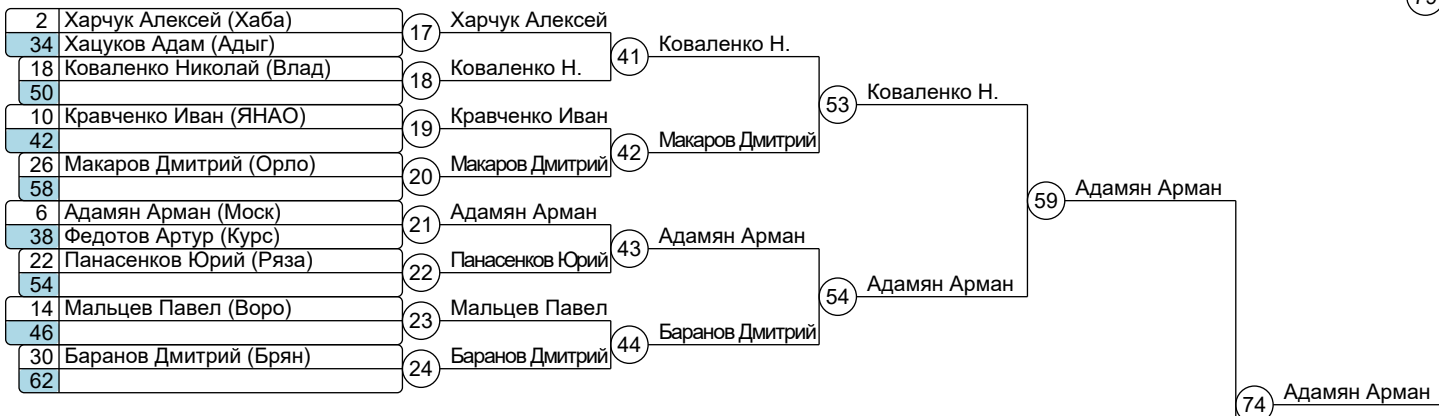 2 Харчук Алексей (Хаба)
34 Хацуков Адам (Адыг)
18 Коваленко Николай (Влад)
50
10 Кравченко Иван (ЯНАО)
42
26 Макаров Дмитрий (Орло)
58
6 Адамян Арман (Моск)
38 Федотов Артур (Курс)
22 Панасенков Юрий (Ряза)
54
14 Мальцев Павел (Воро)
46
30 Баранов Дмитрий (Брян)
62
17 Харчук Алексей
18 Коваленко Н.
19 Кравченко Иван
20 Макаров Дмитрий
21 Адамян Арман
22 Панасенков Юрий
23 Мальцев Павел
24 Баранов Дмитрий
41 Коваленко Н.
42 Макаров Дмитрий
43 Адамян Арман
44 Баранов Дмитрий
53 Коваленко Н.
54 Адамян Арман
59 Адамян Арман
74 Адамян Арман